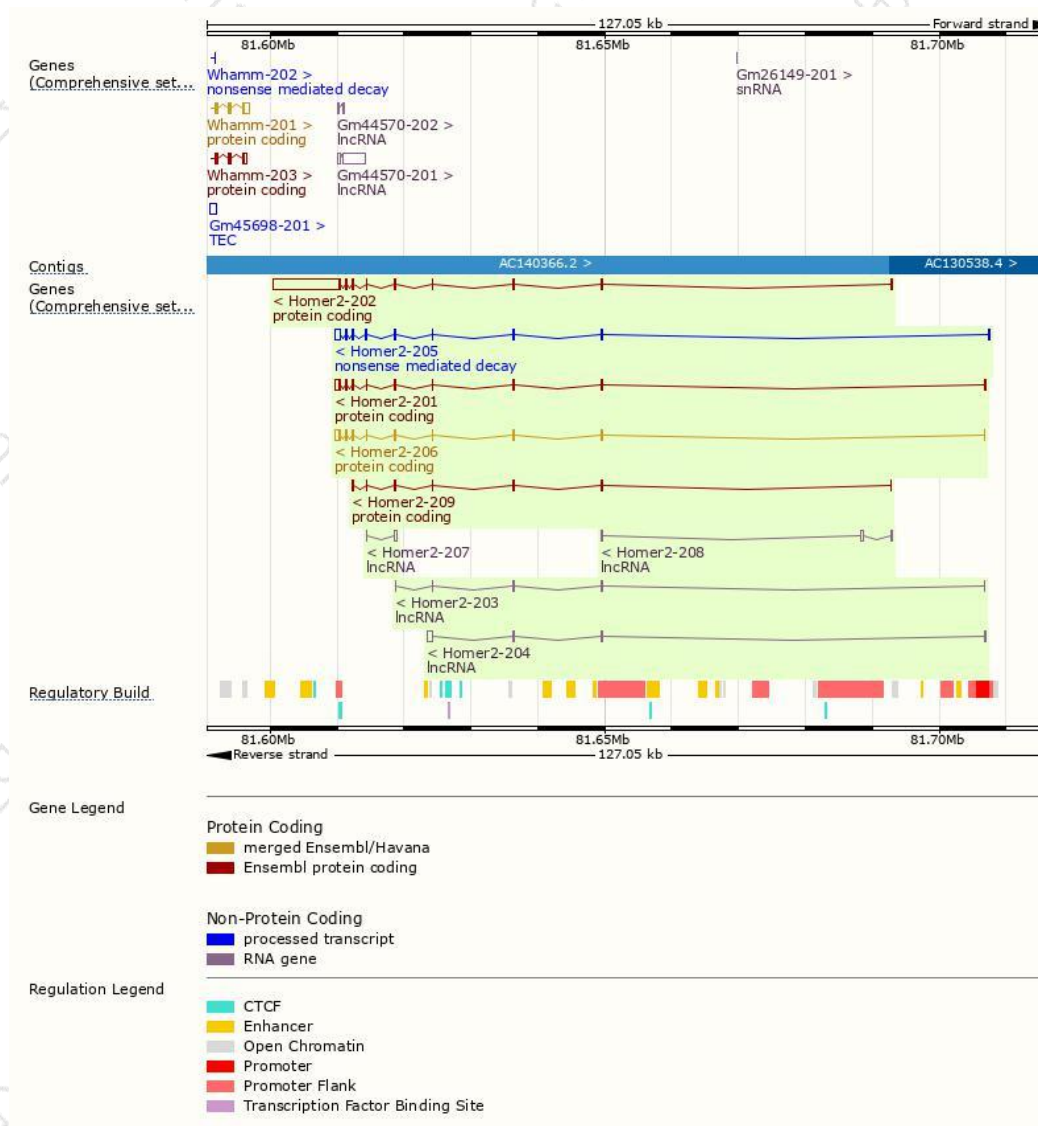 127.05 kb Forward strand
81.60Mb 81.65Mb 81.70Mb
Genes
(Comprehensive set...
Whamm-202 >
nonsense mediated decay
Gm26149-201 >
snRNA
Whamm-201 >
protein coding
Gm44570-202 >
lncRNA
Whamm-203 >
protein coding
Gm44570-201 >
lncRNA
Gm45698-201 >
TEC
Contigs
AC140366.2 > AC130538.4 >
Genes
(Comprehensive set...
< Homer2-202
protein coding
< Homer2-205
nonsense mediated decay
< Homer2-201
protein coding
< Homer2-206
protein coding
< Homer2-209
protein coding
< Homer2-207
lncRNA
< Homer2-208
lncRNA
< Homer2-203
lncRNA
< Homer2-204
lncRNA
Regulatory Build
81.60Mb 81.65Mb 81.70Mb
Reverse strand 127.05 kb
Gene Legend
Protein Coding
merged Ensembl/Havana
Ensembl protein coding
Non-Protein Coding
processed transcript
RNA gene
Regulation Legend
CTCF
Enhancer
Open Chromatin
Promoter
Promoter Flank
Transcription Factor Binding Site